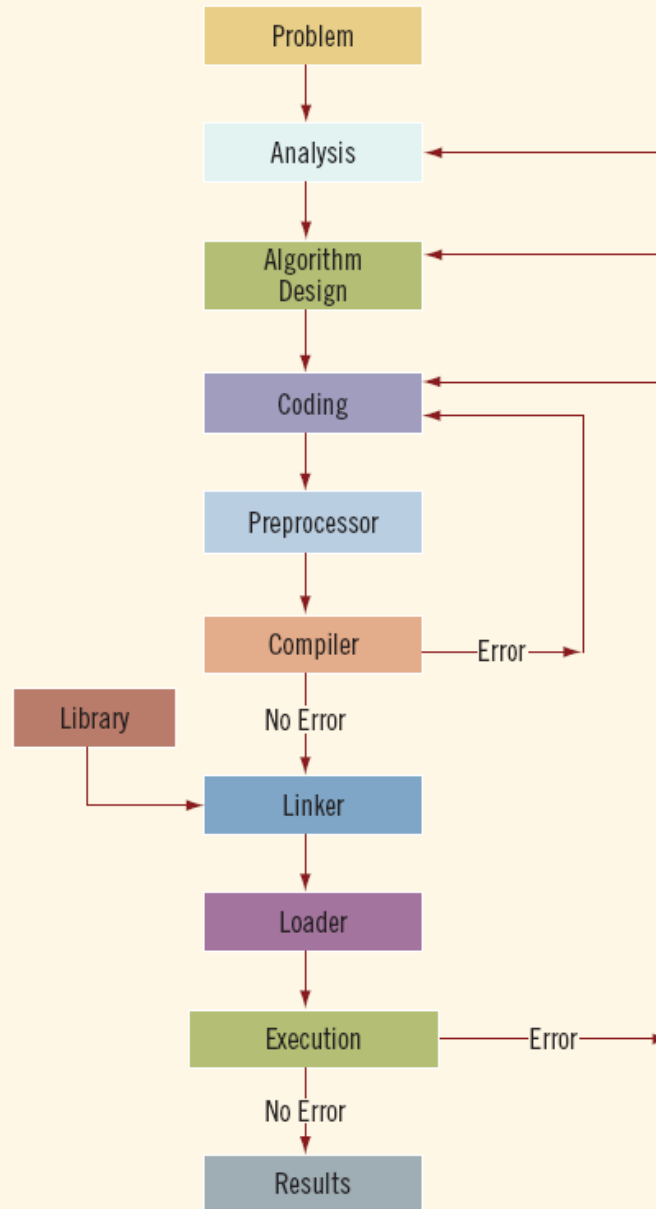 Problem
Analysis
Algorithm
Design
Coding
Preprocessor
Compiler
Error
Library
No Error
Linker
Loader
Execution
Error
No Error
Results